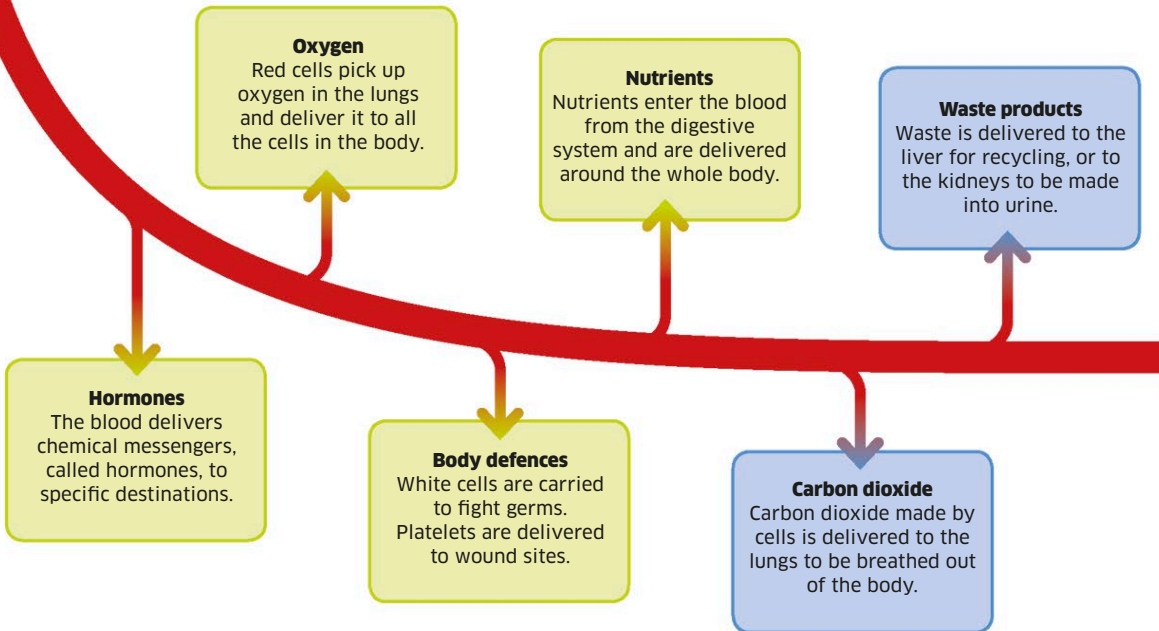 Oxygen
Red cells pick up
oxygen in the lungs
and deliver it to all
the cells in the body.
Nutrients
Nutrients enter the blood
from the digestive
system and are delivered
around the whole body.
Waste products
Waste is delivered to the
liver for recycling, or to
the kidneys to be made
into urine.
Hormones
The blood delivers
chemical messengers,
called hormones, to
specific destinations.
Body defences
White cells are carried
to fight germs.
Platelets are delivered
to wound sites.
Carbon dioxide
Carbon dioxide made by
cells is delivered to the
lungs to be breathed out
of the body.